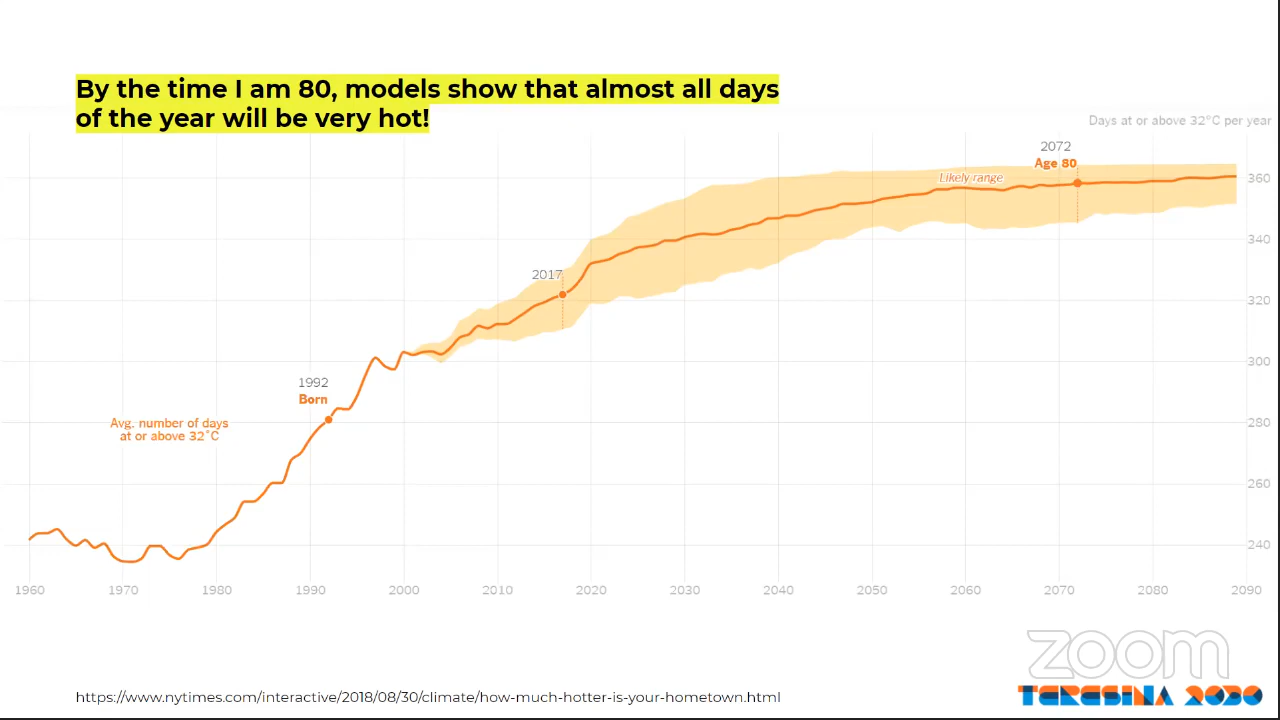 By the time I am 80, models show that almost all days
of the year will be very hot!
Days at or above 32°C per year
2072
Age 80
Likely range
360
340
2017
320
300
1992
Born
280
Avg. number of days
at or above 32°C
260
240
1960 1970 1980 1990 2000 2010 2020 2030 2040 2050 2060 2070 2080 2090
zoom
https://www.nytimes.com/interactive/2018/08/30/climate/how-much-hotter-is-your-hometown.html
TERESINA 2030